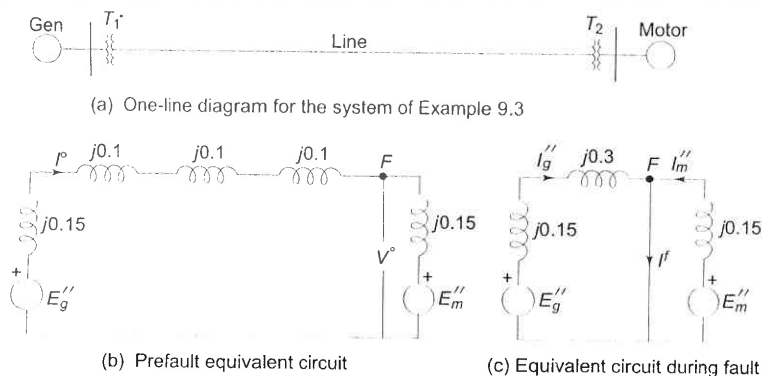 Gen T₁ T₂ Motor
Line
(a) One-line diagram for the system of Example 9.3
I° j0.1 j0.1 j0.1 F
j0.15 V° j0.15
+ E″g + E″m
(b) Prefault equivalent circuit
I″g j0.3 F I″m
j0.15 I^f j0.15
+ E″g + E″m
(c) Equivalent circuit during fault